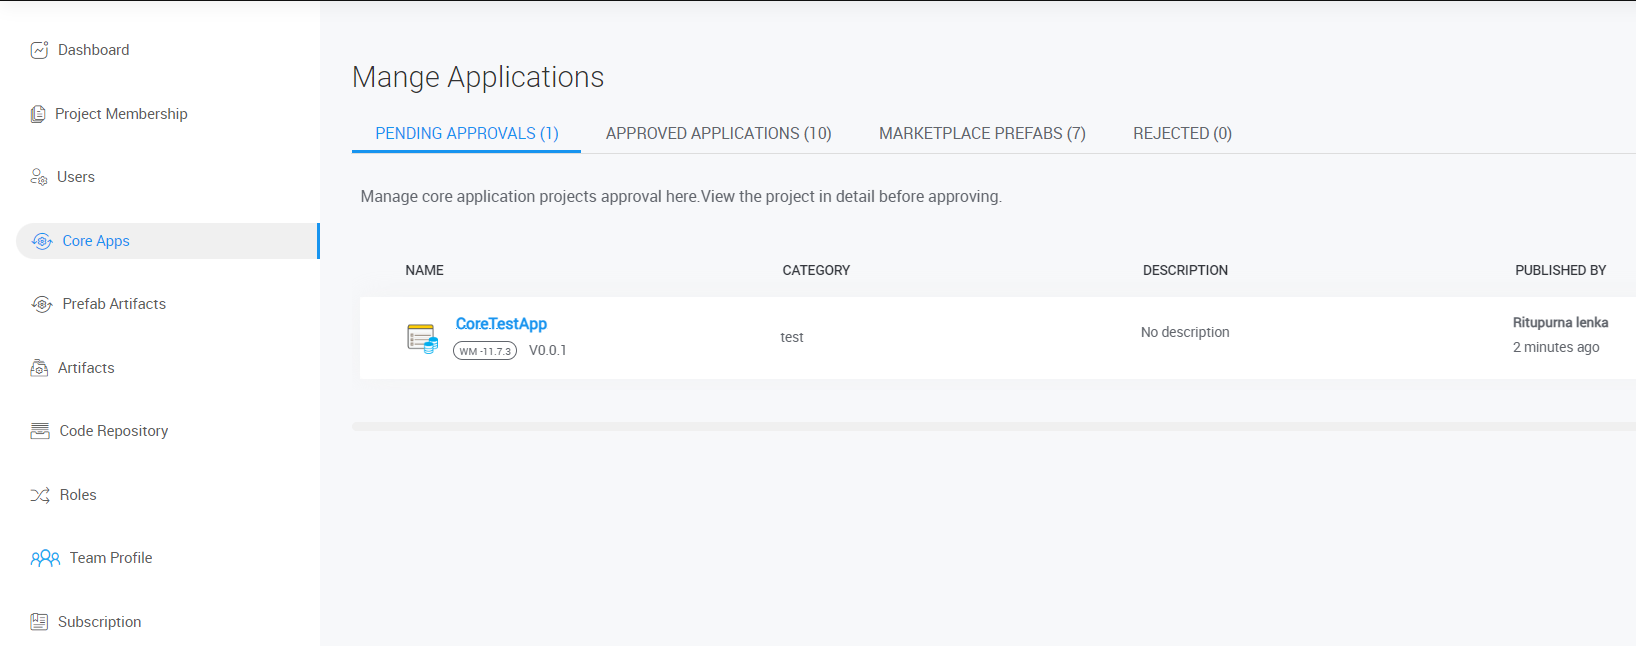 Dashboard
Project Membership
Users
Core Apps
Prefab Artifacts
Artifacts
Code Repository
Roles
Team Profile
Subscription
Mange Applications
PENDING APPROVALS (1) APPROVED APPLICATIONS (10) MARKETPLACE PREFABS (7) REJECTED (0)
Manage core application projects approval here.View the project in detail before approving.
NAME CATEGORY DESCRIPTION PUBLISHED BY
CoreTestApp test No description Ritupurna lenka
WM -11.7.3 V0.0.1 2 minutes ago